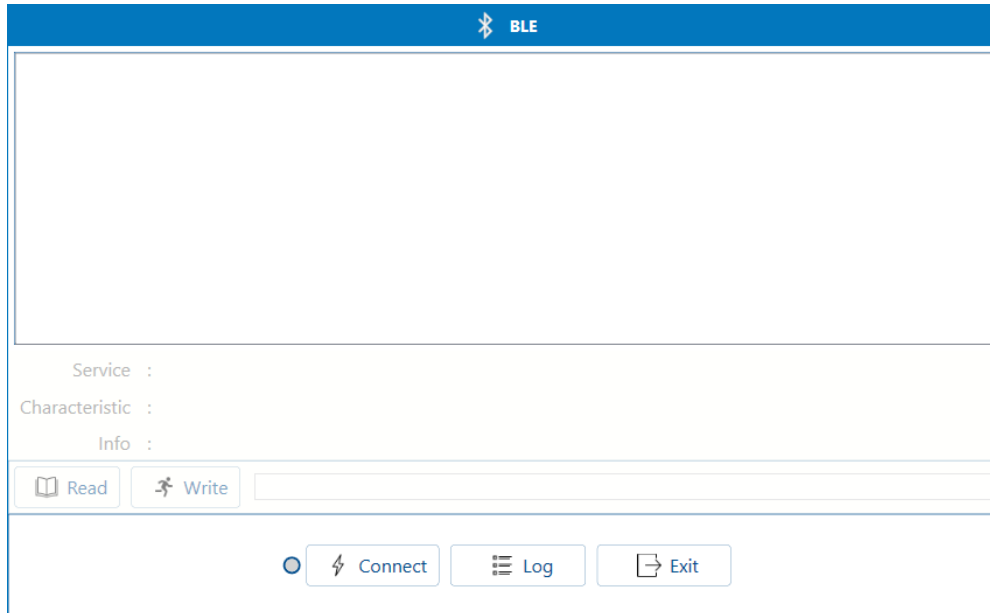 BLE
Service :
Characteristic :
Info :
Read Write
Connect Log Exit